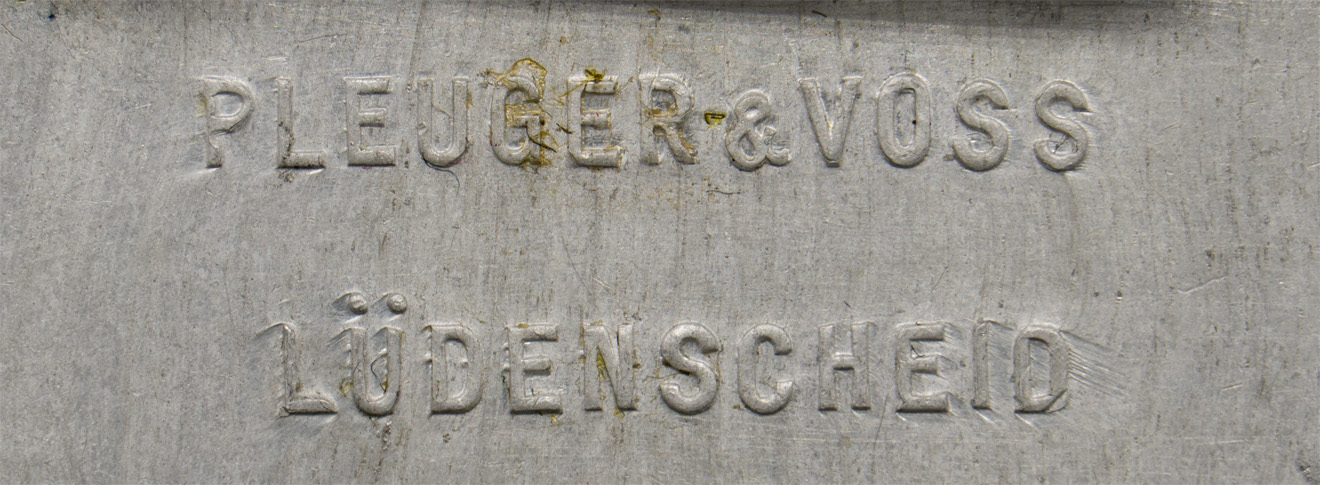 PLEUGER & VOSS
LÜDENSCHEID